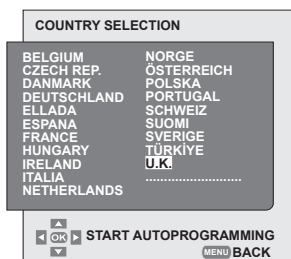 COUNTRY SELECTION
BELGIUM
CZECH REP.
DANMARK
DEUTSCHLAND
ELLADA
ESPANA
FRANCE
HUNGARY
IRELAND
ITALIA
NETHERLANDS
NORGE
ÖSTERREICH
POLSKA
PORTUGAL
SCHWEIZ
SUOMI
SVERIGE
TÜRKİYE
U.K.
..........................
OK START AUTOPROGRAMMING
MENU BACK